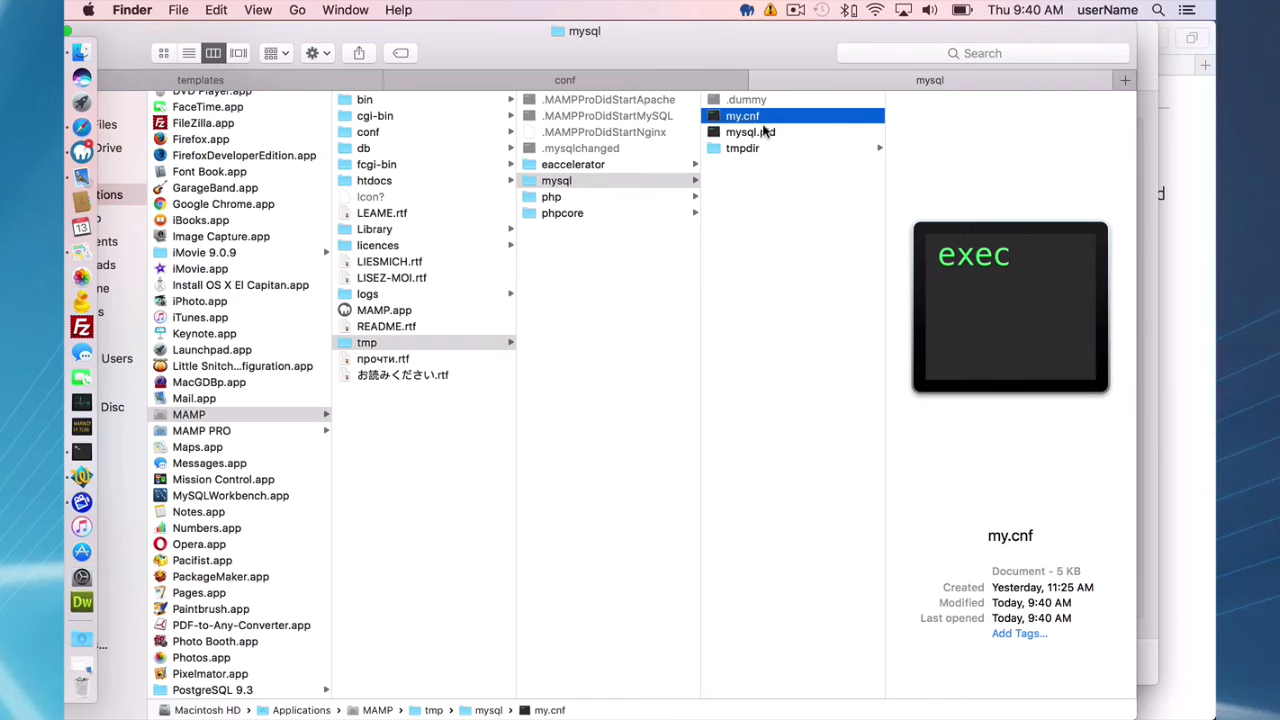 Finder File Edit View Go Window Help Thu 9:40 AM userName
mysql
Search
templates conf mysql
DVD Player.app
FaceTime.app
FileZilla.app
Firefox.app
FirefoxDeveloperEdition.app
Font Book.app
GarageBand.app
Google Chrome.app
iBooks.app
Image Capture.app
iMovie 9.0.9
iMovie.app
Install OS X El Capitan.app
iPhoto.app
iTunes.app
Keynote.app
Launchpad.app
Little Snitch...figuration.app
MacGDBp.app
Mail.app
MAMP
MAMP PRO
Maps.app
Messages.app
Mission Control.app
MySQLWorkbench.app
Notes.app
Numbers.app
Opera.app
Pacifist.app
PackageMaker.app
Pages.app
Paintbrush.app
PDF-to-Any-Converter.app
Photo Booth.app
Photos.app
Pixelmator.app
PostgreSQL 9.3
bin
cgi-bin
conf
db
fcgi-bin
htdocs
Icon?
LEAME.rtf
Library
licences
LIESMICH.rtf
LISEZ-MOI.rtf
logs
MAMP.app
README.rtf
tmp
прочти.rtf
お読みください.rtf
.MAMPProDidStartApache
.MAMPProDidStartMySQL
.MAMPProDidStartNginx
.mysqlchanged
eaccelerator
mysql
php
phpcore
.dummy
my.cnf
tmpdir
exec
my.cnf
Document - 5 KB
Created Yesterday, 11:25 AM
Modified Today, 9:40 AM
Last opened Today, 9:40 AM
Add Tags...
Files
Drive
tions
p
ents
ads
me
s
Users
Disc
13
Fz
Dw
d
Macintosh HD Applications MAMP tmp mysql my.cnf